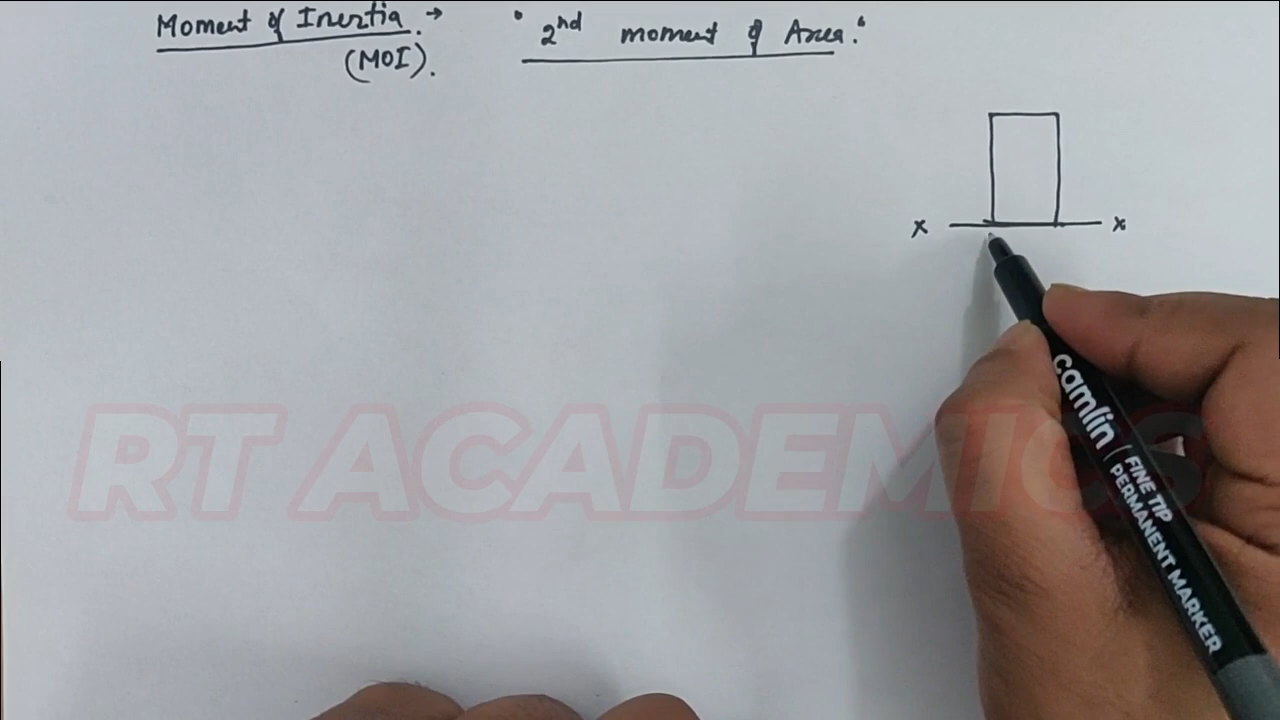 Moment of Inertia. → " 2nd moment of Area."
(MOI).
x x
RT ACADEMICS
camlin
FINE TIP
PERMANENT MARKER